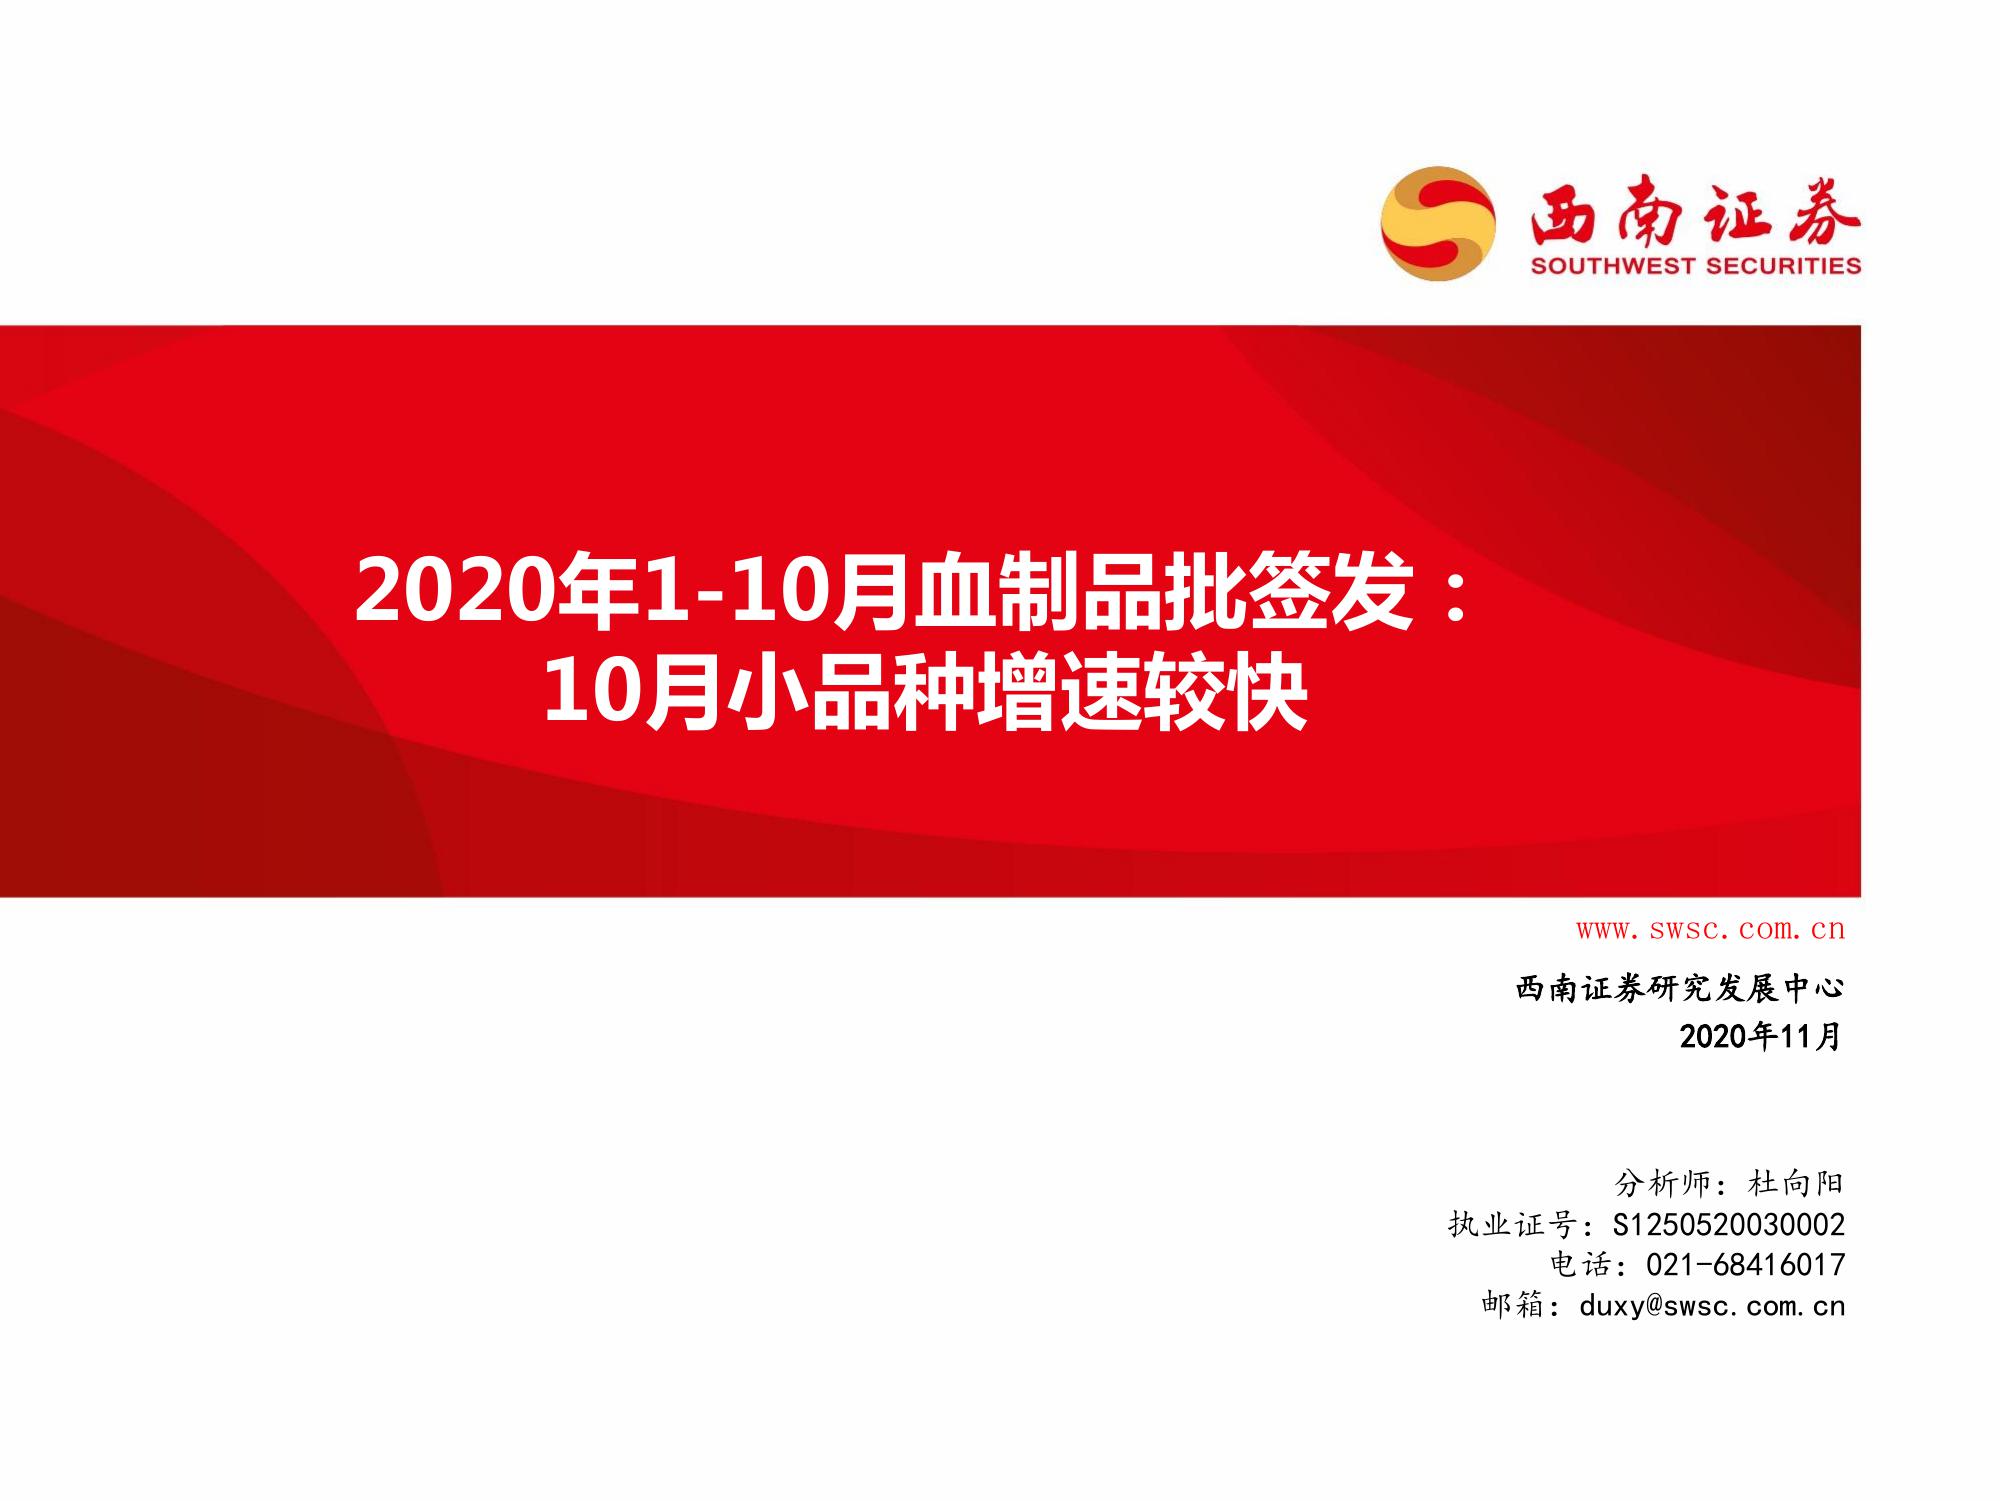 西南证券
SOUTHWEST SECURITIES
2020年1-10月血制品批签发：
10月小品种增速较快
www.swsc.com.cn
西南证券研究发展中心
2020年11月
分析师：杜向阳
执业证号：S1250520030002
电话：021-68416017
邮箱：duxy@swsc.com.cn